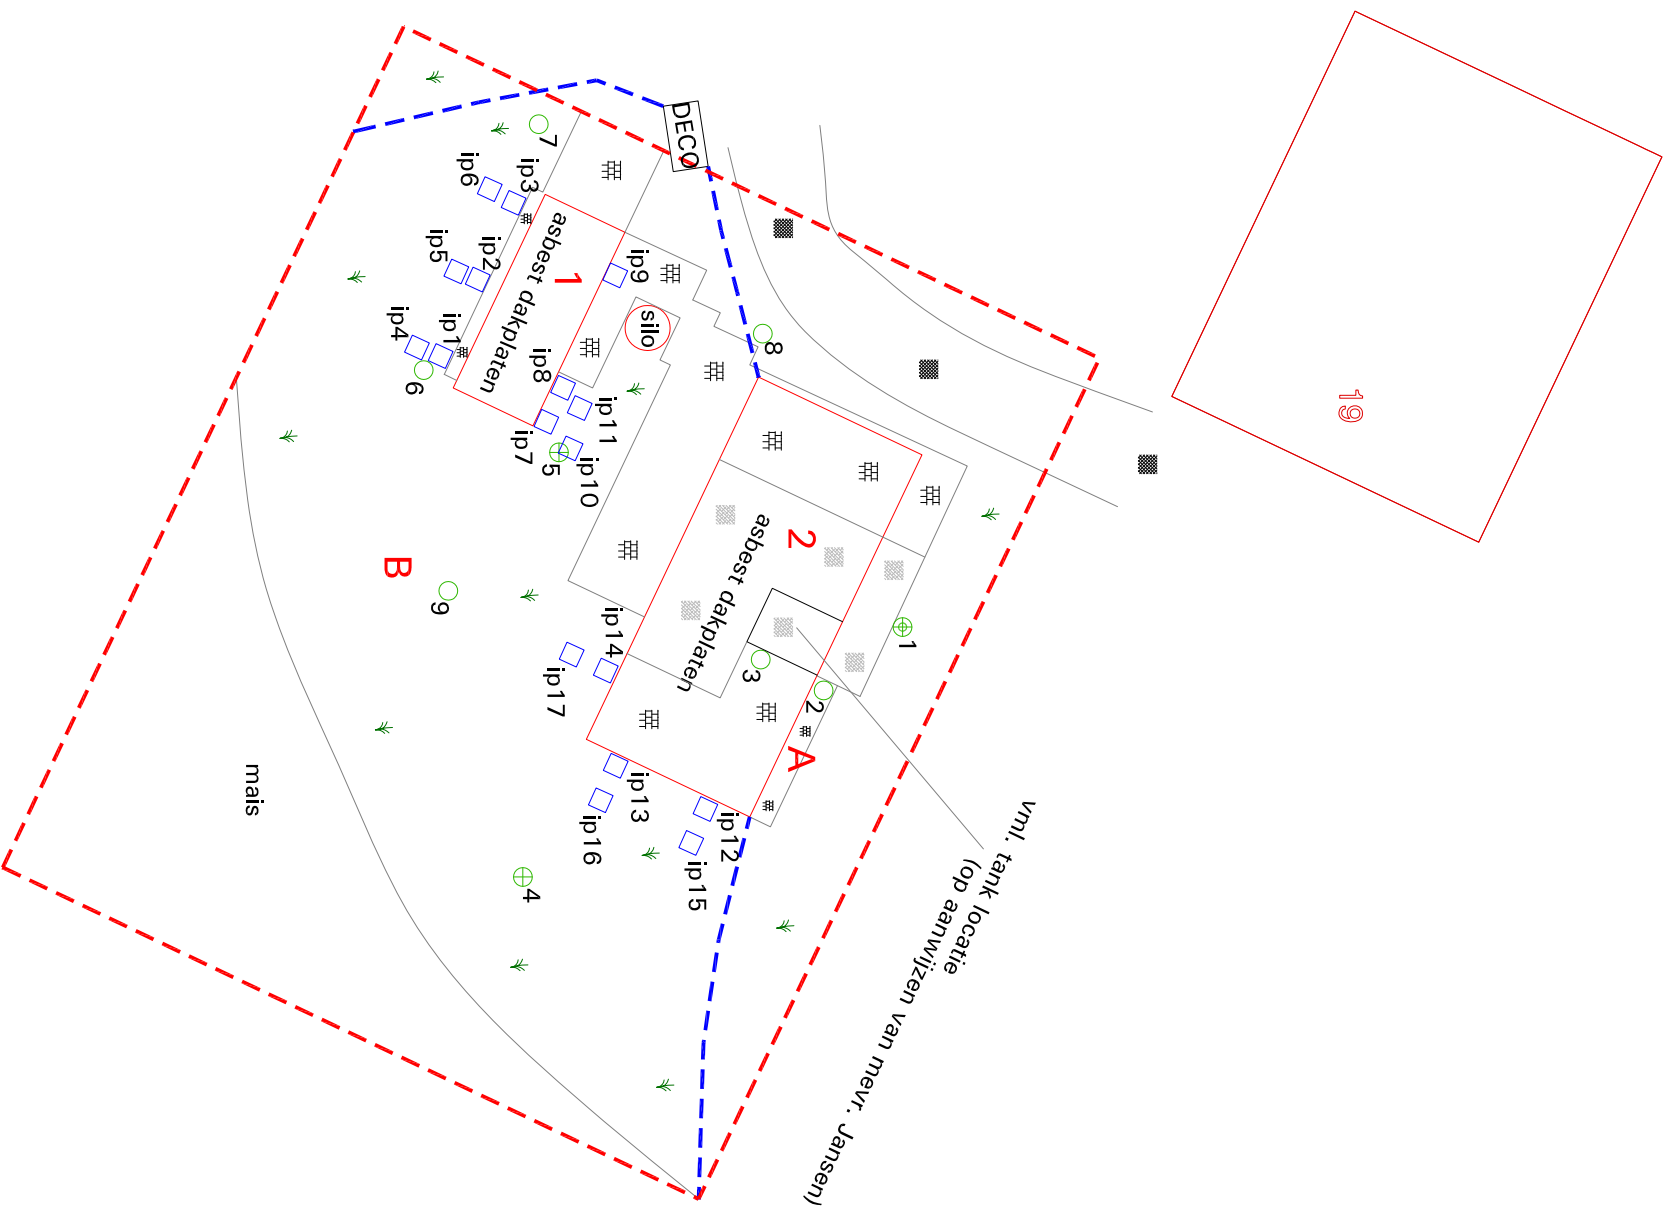 DECO
7
ip6
ip3
ip5
ip2
ip4
ip1
6
asbest dakplaten
1
ip9
silo
ip8
ip11
ip7
5
ip10
8
19
2
asbest dakplaten
B
9
ip14
ip17
3
1
2
A
mais
ip13
ip16
ip12
ip15
4
vml. tank locatie
(op aanwijzen van mevr. Jansen)